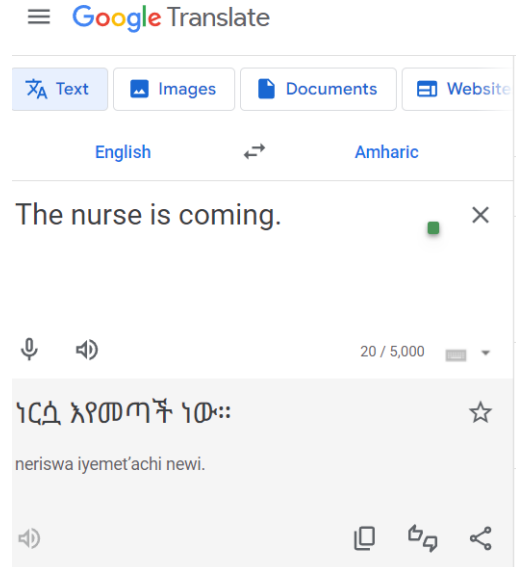 Google Translate
Text Images Documents Website
English Amharic
The nurse is coming.
20 / 5,000
ነርሷ እየመጣች ነው።
neriswa iyemet'achi newi.